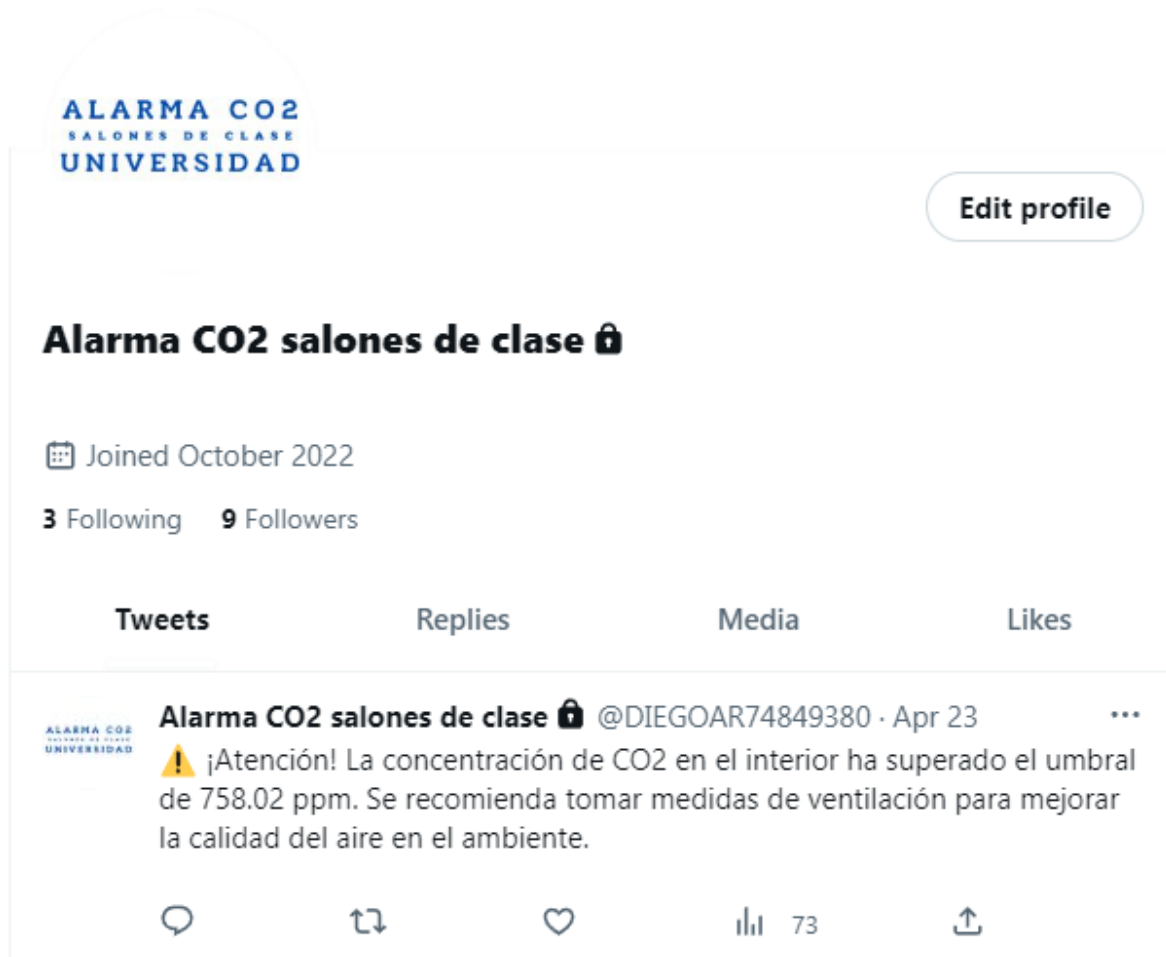 ALARMA CO2
SALONES DE CLASE
UNIVERSIDAD
Edit profile
Alarma CO2 salones de clase
Joined October 2022
3 Following 9 Followers
Tweets Replies Media Likes
ALARMA CO2
SALONES DE CLASE
UNIVERSIDAD
Alarma CO2 salones de clase @DIEGOAR74849380 · Apr 23
¡Atención! La concentración de CO2 en el interior ha superado el umbral
de 758.02 ppm. Se recomienda tomar medidas de ventilación para mejorar
la calidad del aire en el ambiente.
73